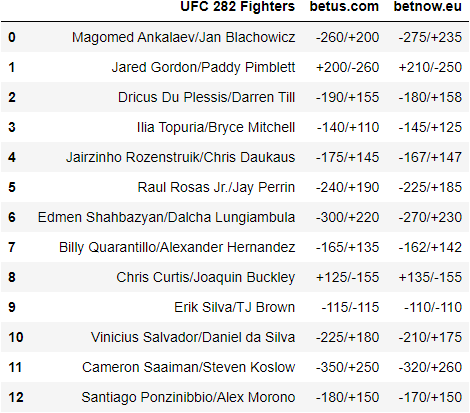 UFC 282 Fighters betus.com betnow.eu
0 Magomed Ankalaev/Jan Blachowicz -260/+200 -275/+235
1 Jared Gordon/Paddy Pimblett +200/-260 +210/-250
2 Dricus Du Plessis/Darren Till -190/+155 -180/+158
3 Ilia Topuria/Bryce Mitchell -140/+110 -145/+125
4 Jairzinho Rozenstruik/Chris Daukaus -175/+145 -167/+147
5 Raul Rosas Jr./Jay Perrin -240/+190 -225/+185
6 Edmen Shahbazyan/Dalcha Lungiambula -300/+220 -270/+230
7 Billy Quarantillo/Alexander Hernandez -165/+135 -162/+142
8 Chris Curtis/Joaquin Buckley +125/-155 +135/-155
9 Erik Silva/TJ Brown -115/-115 -110/-110
10 Vinicius Salvador/Daniel da Silva -225/+180 -210/+175
11 Cameron Saaiman/Steven Koslow -350/+250 -320/+260
12 Santiago Ponzinibbio/Alex Morono -180/+150 -170/+150